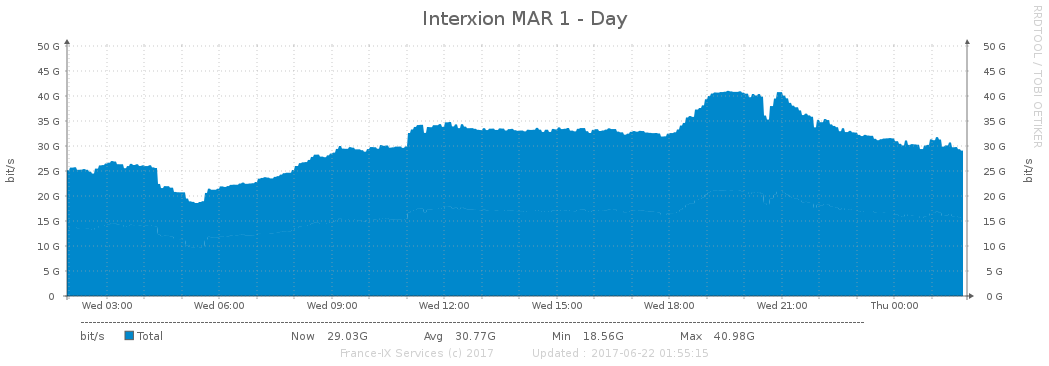 Interxion MAR 1 - Day
RRDTOOL / TOBI OETIKER
bit/s
50 G 50 G
45 G 45 G
40 G 40 G
35 G 35 G
30 G 30 G
25 G 25 G
20 G 20 G
15 G 15 G
10 G 10 G
5 G 5 G
0 0 G
bit/s
Wed 03:00 Wed 06:00 Wed 09:00 Wed 12:00 Wed 15:00 Wed 18:00 Wed 21:00 Thu 00:00
bit/s Total Now 29.03G Avg 30.77G Min 18.56G Max 40.98G
France-IX Services (c) 2017 Updated : 2017-06-22 01:55:15